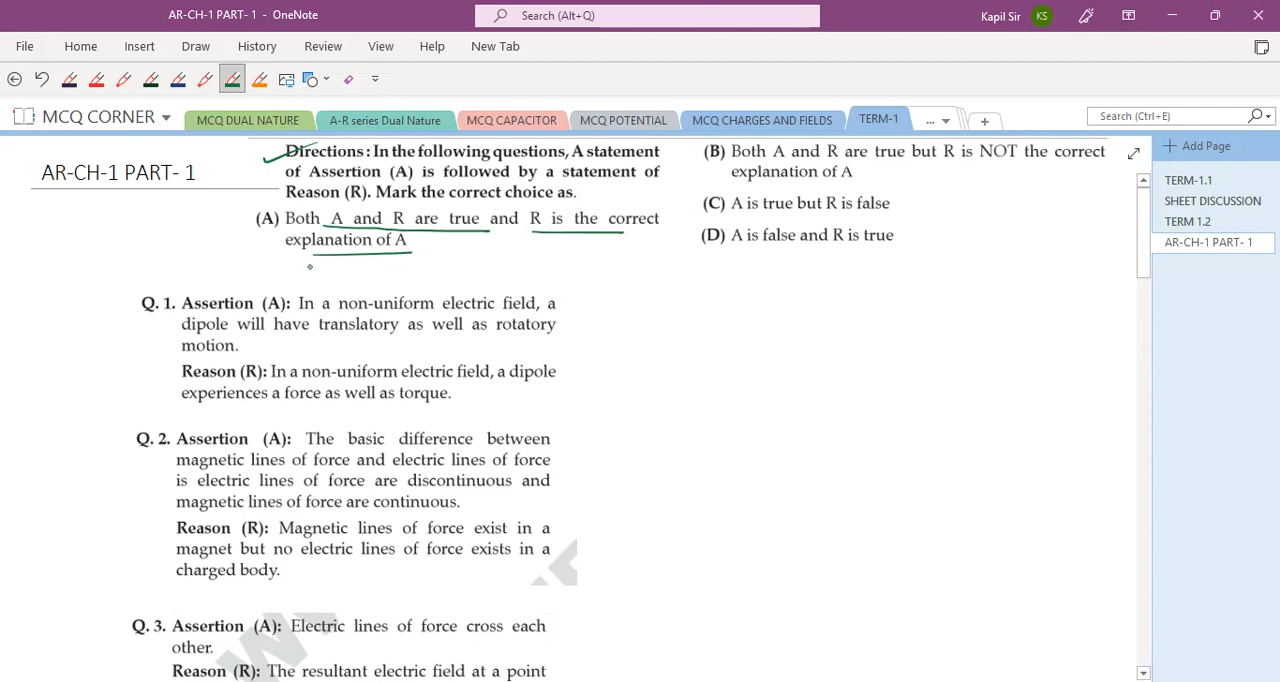 AR-CH-1 PART- 1 - OneNote
Search (Alt+Q)
Kapil Sir
KS
File Home Insert Draw History Review View Help New Tab
MCQ CORNER
MCQ DUAL NATURE
A-R series Dual Nature
MCQ CAPACITOR
MCQ POTENTIAL
MCQ CHARGES AND FIELDS
TERM-1
...
Search (Ctrl+E)
Add Page
TERM-1.1
SHEET DISCUSSION
TERM 1.2
AR-CH-1 PART- 1
AR-CH-1 PART- 1
Directions : In the following questions, A statement
of Assertion (A) is followed by a statement of
Reason (R). Mark the correct choice as.
(A) Both A and R are true and R is the correct
explanation of A
(B) Both A and R are true but R is NOT the correct
explanation of A
(C) A is true but R is false
(D) A is false and R is true
Q. 1. Assertion (A): In a non-uniform electric field, a
dipole will have translatory as well as rotatory
motion.
Reason (R): In a non-uniform electric field, a dipole
experiences a force as well as torque.
Q. 2. Assertion (A): The basic difference between
magnetic lines of force and electric lines of force
is electric lines of force are discontinuous and
magnetic lines of force are continuous.
Reason (R): Magnetic lines of force exist in a
magnet but no electric lines of force exists in a
charged body.
Q. 3. Assertion (A): Electric lines of force cross each
other.
Reason (R): The resultant electric field at a point